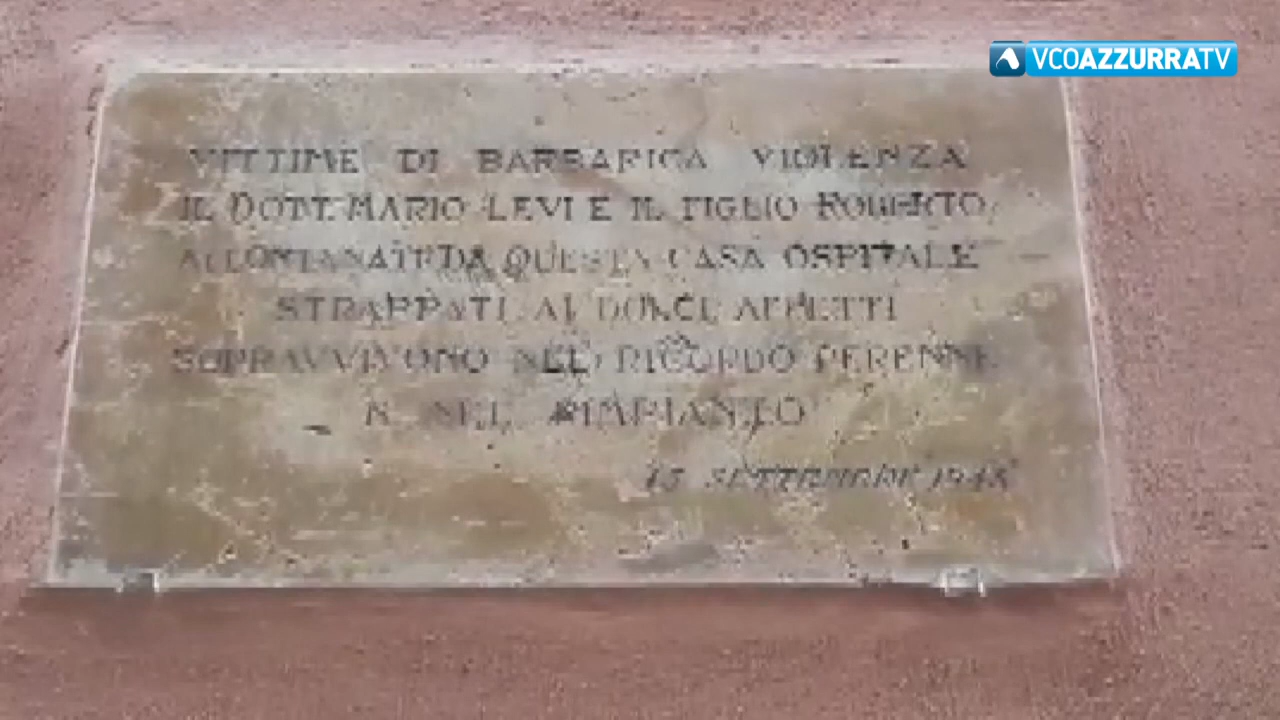 VCOAZZURRATV
VITTIME DI BARBARICA VIOLENZA
IL DOTT. MARIO LEVI E IL FIGLIO ROBERTO
ALLONTANATI DA QUESTA CASA OSPITALE
STRAPPATI AI DOLCI AFFETTI
SOPRAVVIVONO NEL RICORDO PERENNE
E NEL RIMPIANTO
15 SETTEMBRE